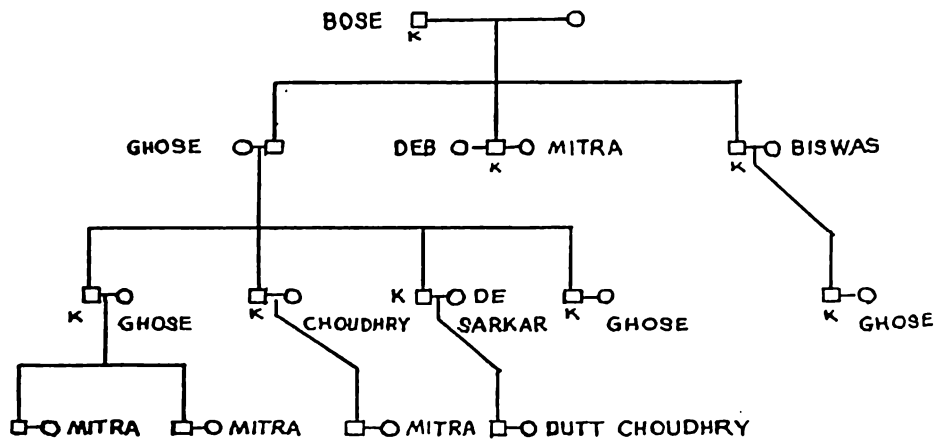 BOSE K
GHOSE DEB K MITRA K BISWAS
K GHOSE K CHOUDHRY K DE SARKAR K GHOSE K GHOSE
MITRA MITRA MITRA DUTT CHOUDHRY